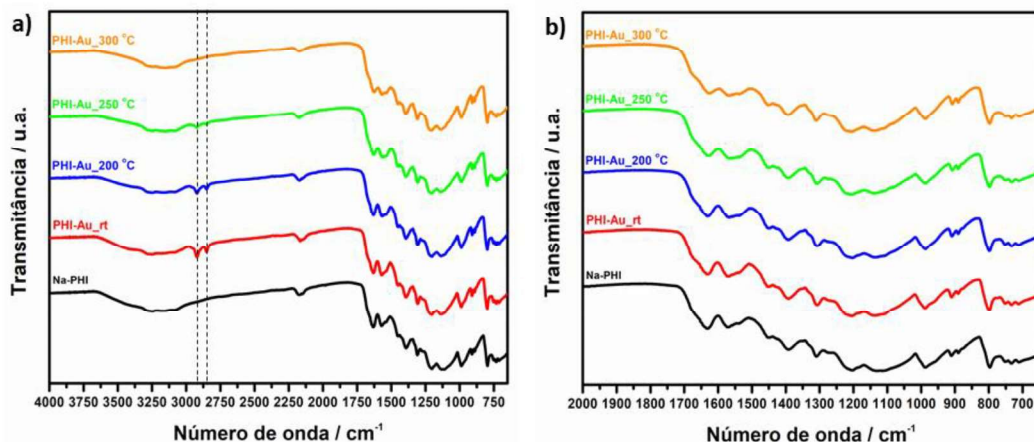 a)
Transmitância / u.a.
PHI-Au_300 °C
PHI-Au_250 °C
PHI-Au_200 °C
PHI-Au_rt
Na-PHI
4000 3750 3500 3250 3000 2750 2500 2250 2000 1750 1500 1250 1000 750
Número de onda / cm⁻¹
b)
Transmitância / u.a.
PHI-Au_300 °C
PHI-Au_250 °C
PHI-Au_200 °C
PHI-Au_rt
Na-PHI
2000 1900 1800 1700 1600 1500 1400 1300 1200 1100 1000 900 800 700
Número de onda / cm⁻¹